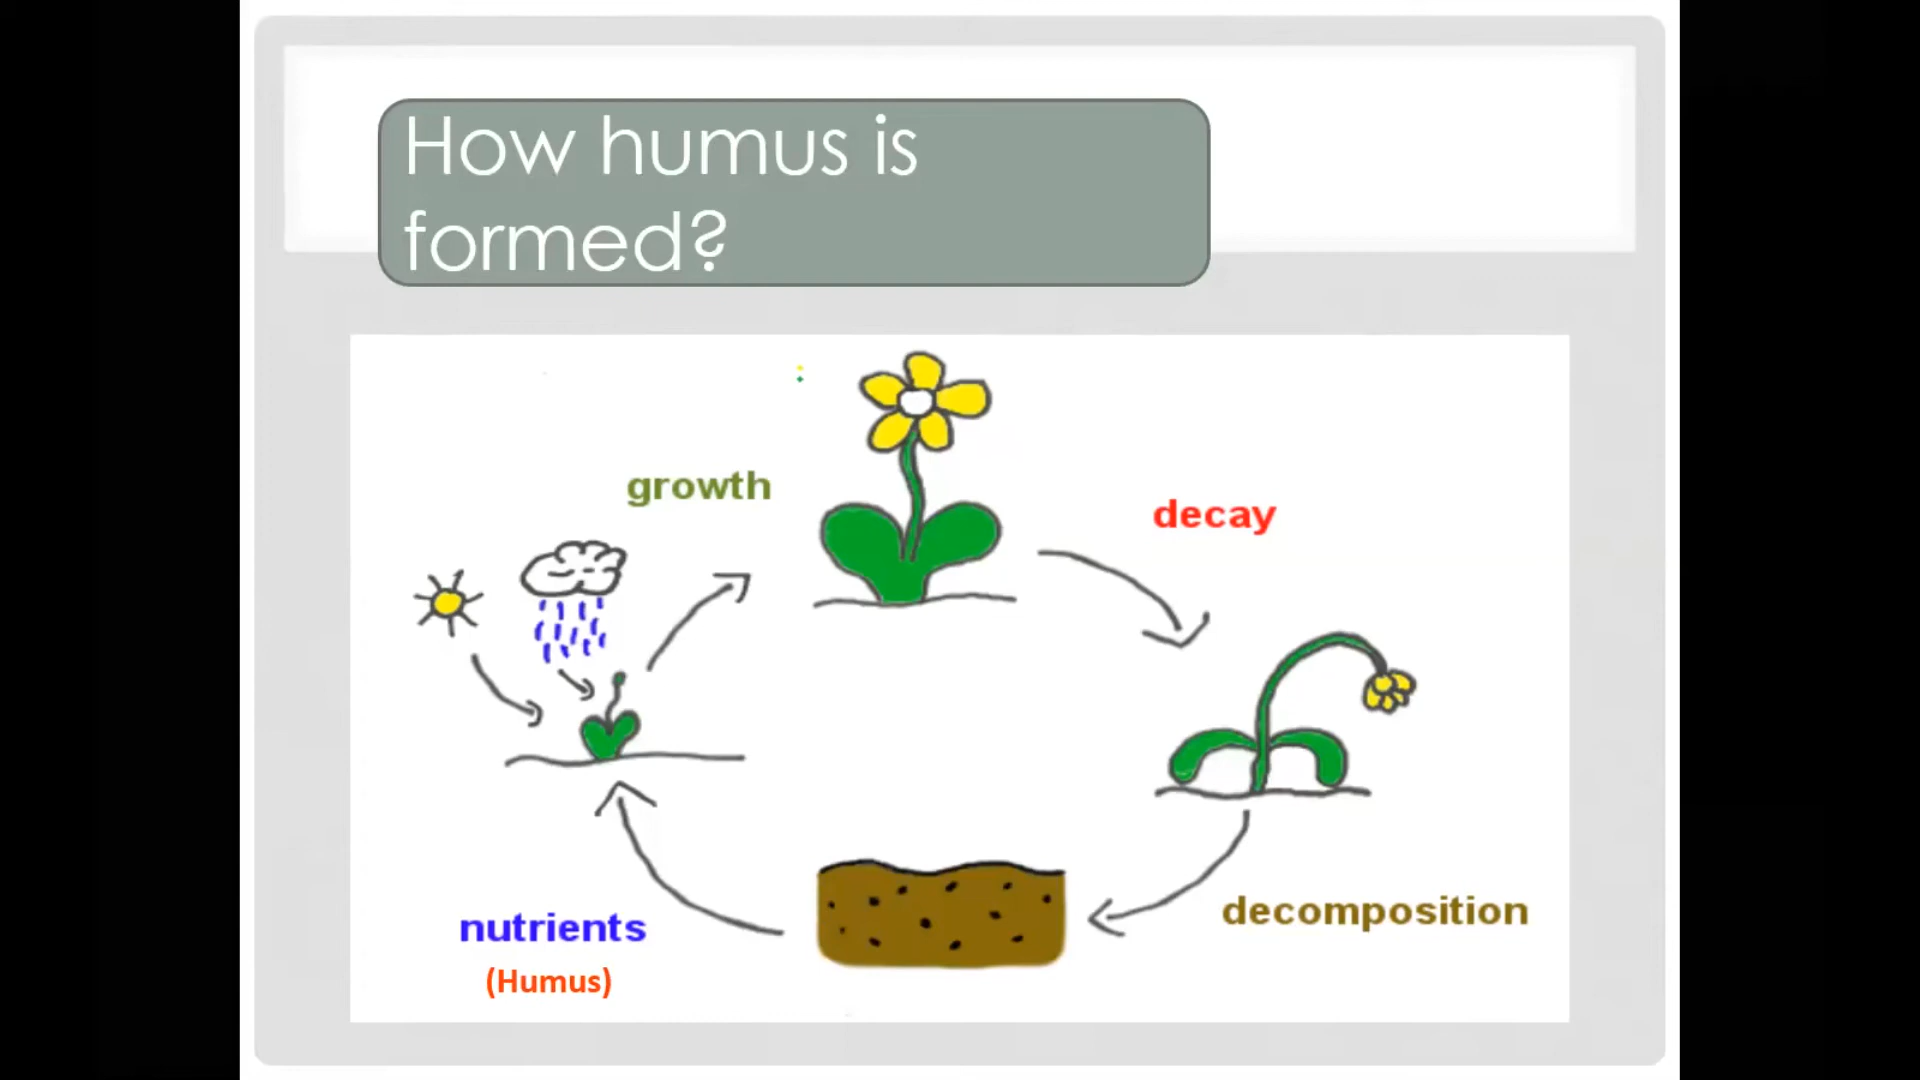 How humus is
formed?
growth
decay
decomposition
nutrients
(Humus)